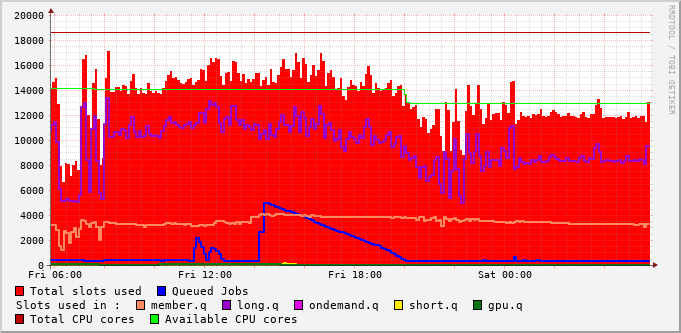 20000
18000
16000
14000
12000
10000
8000
6000
4000
2000
0
Fri 06:00 Fri 12:00 Fri 18:00 Sat 00:00
RRDTOOL / TOBI OETIKER
Total slots used Queued Jobs
Slots used in : member.q long.q ondemand.q short.q gpu.q
Total CPU cores Available CPU cores